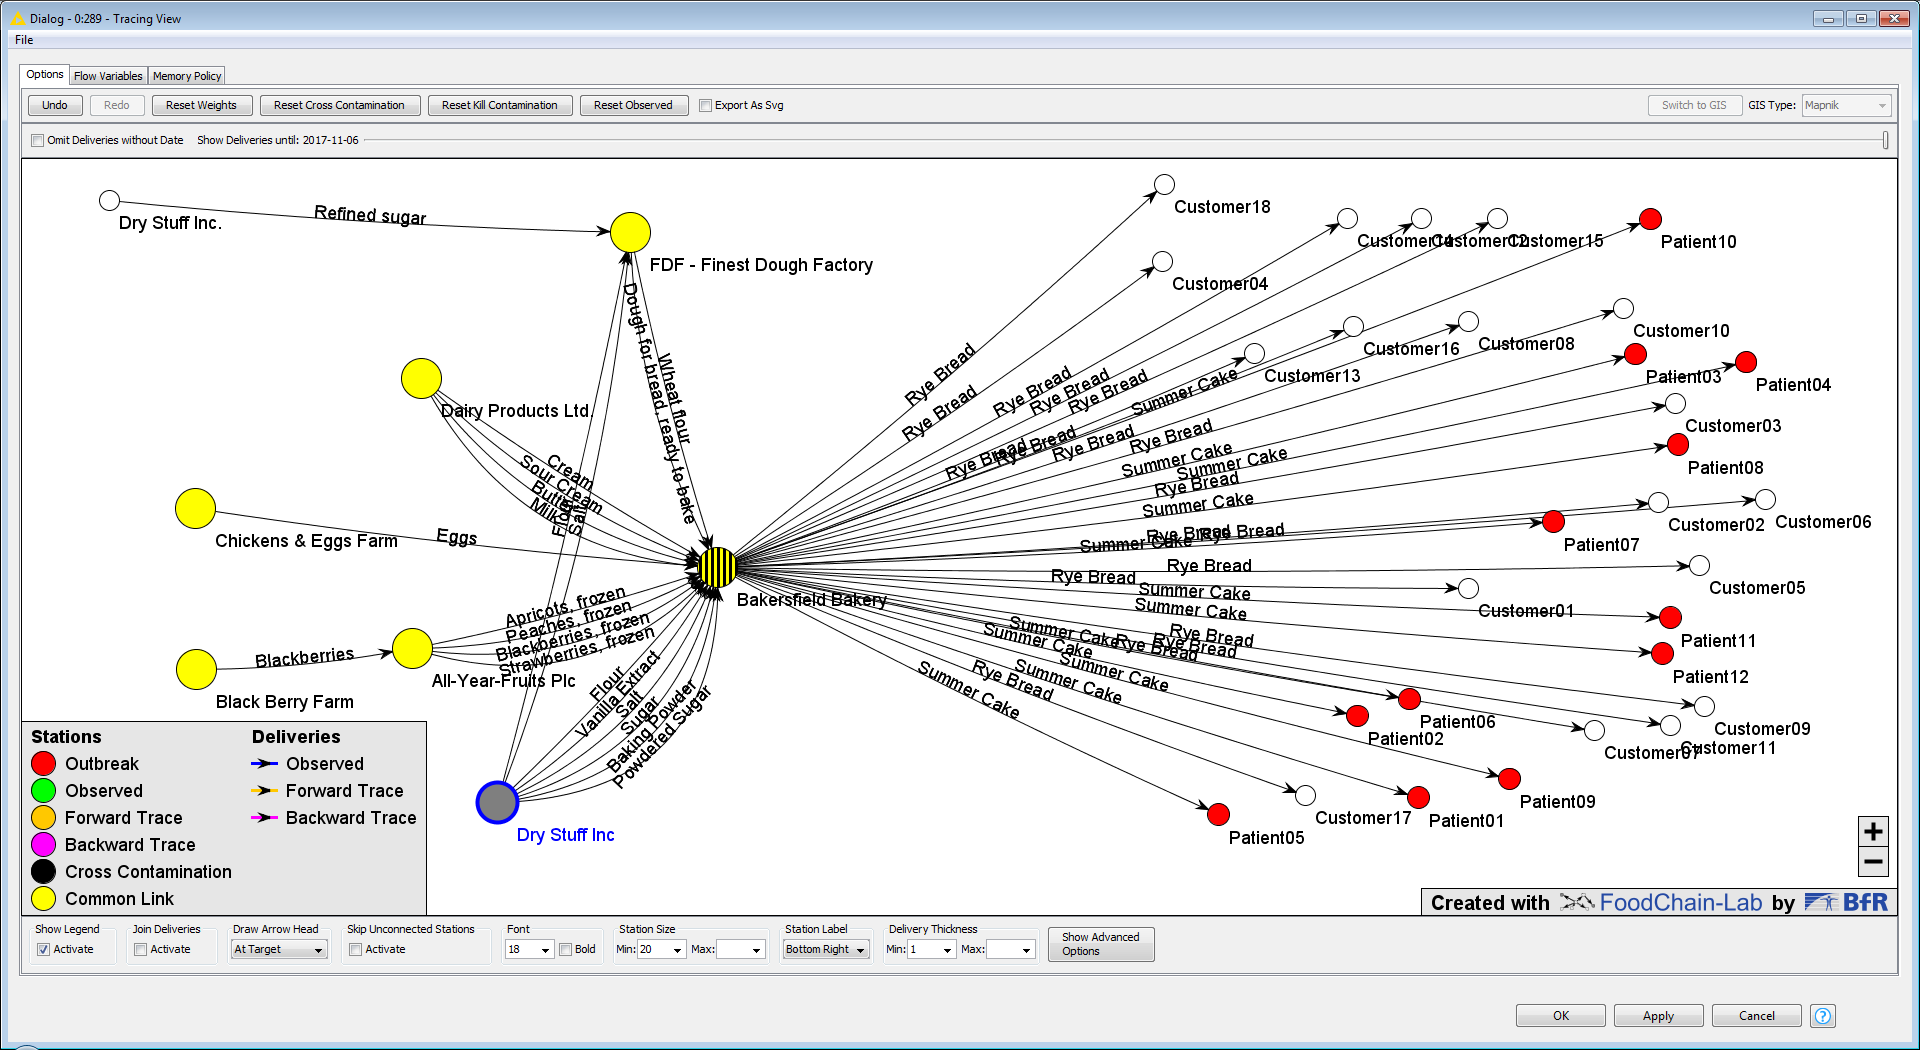 Dialog - 0:289 - Tracing View
File
Options Flow Variables Memory Policy
Undo Redo Reset Weights Reset Cross Contamination Reset Kill Contamination Reset Observed Export As Svg Switch to GIS GIS Type: Mapnik
Omit Deliveries without Date Show Deliveries until: 2017-11-06
Dry Stuff Inc.
Refined sugar
FDF - Finest Dough Factory
Dough for bread, ready to bake
Wheat flour
Dairy Products Ltd.
Cream
Sour Cream
Butter
Milk
Flour
Salt
Chickens & Eggs Farm
Eggs
Bakersfield Bakery
Apricots, frozen
Peaches, frozen
Blackberries, frozen
Strawberries, frozen
Blackberries
Black Berry Farm
All-Year-Fruits Plc
Flour
Vanilla Extract
Salt
Sugar
Baking Powder
Powdered Sugar
Dry Stuff Inc
Customer18
Customer14
Customer12
Customer15
Patient10
Customer04
Customer10
Customer16
Customer08
Customer13
Patient03
Patient04
Customer03
Patient08
Customer02
Customer06
Patient07
Customer05
Customer01
Patient11
Patient12
Customer09
Customer11
Customer07
Patient06
Patient02
Patient09
Customer17
Patient01
Patient05
Rye Bread
Rye Bread
Rye Bread
Rye Bread
Rye Bread
Summer Cake
Rye Bread
Rye Bread
Rye Bread
Rye Bread
Summer Cake
Summer Cake
Rye Bread
Summer Cake
Rye Bread
Rye Bread
Summer Cake
Rye Bread
Rye Bread
Summer Cake
Summer Cake
Rye Bread
Rye Bread
Rye Bread
Summer Cake
Summer Cake
Summer Cake
Rye Bread
Summer Cake
Summer Cake
Stations Deliveries
Outbreak Observed
Observed Forward Trace
Forward Trace Backward Trace
Backward Trace
Cross Contamination
Common Link
+
−
Created with FoodChain-Lab by BfR
Show Legend Join Deliveries Draw Arrow Head Skip Unconnected Stations Font Station Size Station Label Delivery Thickness
Activate Activate At Target Activate 18 Bold Min: 20 Max: Bottom Right Min: 1 Max: Show Advanced Options
OK Apply Cancel ?